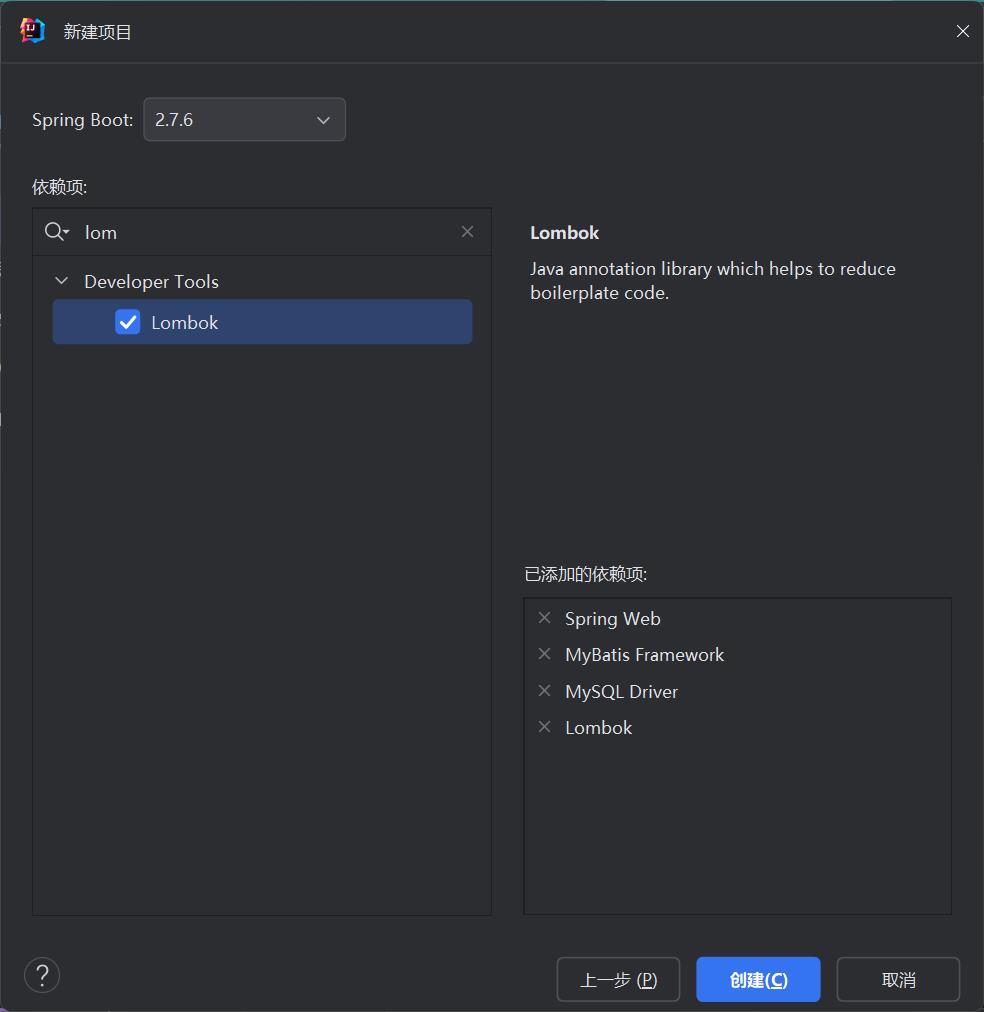 新建项目
Spring Boot: 2.7.6
依赖项:
lom
Developer Tools
Lombok
Lombok
Java annotation library which helps to reduce
boilerplate code.
已添加的依赖项:
Spring Web
MyBatis Framework
MySQL Driver
Lombok
? 上一步 (P) 创建(C) 取消